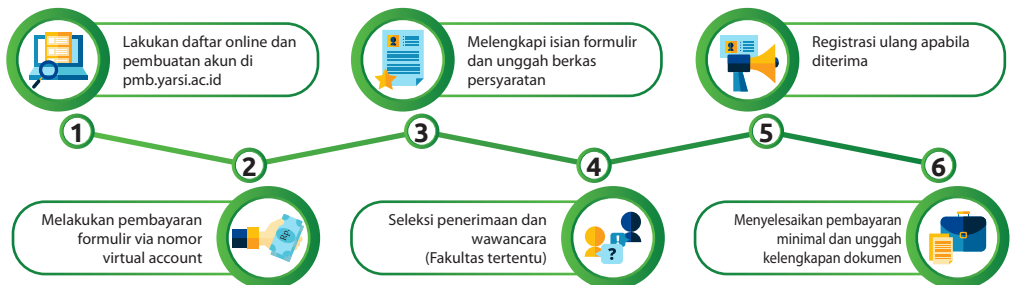 Lakukan daftar online dan
pembuatan akun di
pmb.yarsi.ac.id
1
Melakukan pembayaran
formulir via nomor
virtual account
Rp.
2
Melengkapi isian formulir
dan unggah berkas
persyaratan
3
Seleksi penerimaan dan
wawancara
(Fakultas tertentu)
?
4
Registrasi ulang apabila
diterima
5
Menyelesaikan pembayaran
minimal dan unggah
kelengkapan dokumen
6